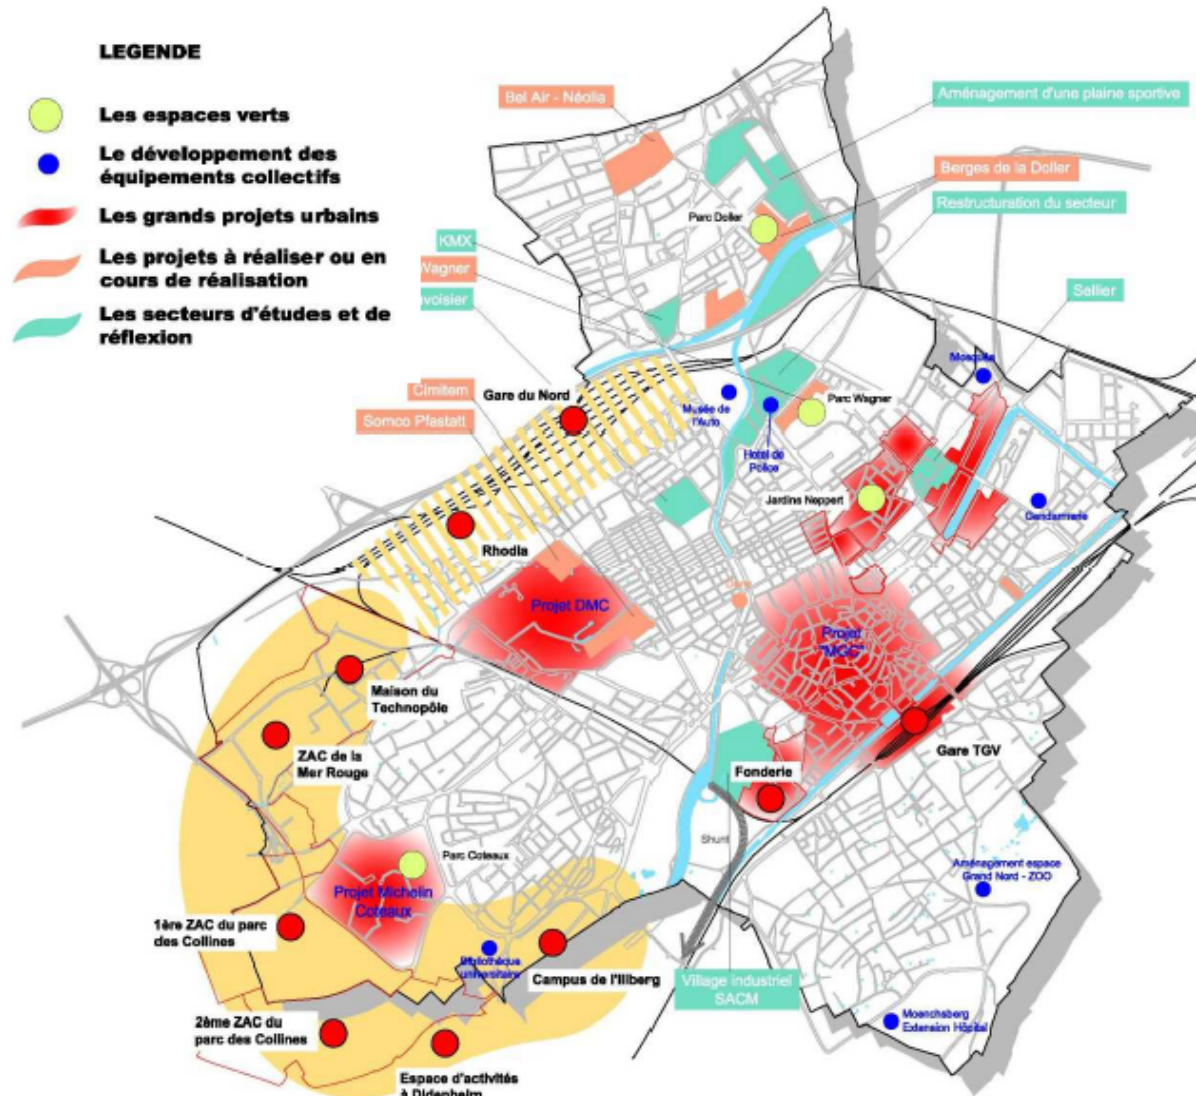 LEGENDE
Les espaces verts
Le développement des
équipements collectifs
Les grands projets urbains
Les projets à réaliser ou en
cours de réalisation
Les secteurs d'études et de
réflexion
Bel Air - Néolia
Aménagement d'une plaine sportive
Berges de la Doller
Restructuration du secteur
Parc Doller
KMX
Wagner
voisier
Sellier
Mosquée
Cimitem
Gare du Nord
Somco Pfastatt
Musée de
l'Auto
Parc Wagner
Hotel de
Police
Jardins Neppert
Gendarmerie
Rhodia
Projet DMC
Projet
"MGC"
Maison du
Technopôle
ZAC de la
Mer Rouge
Gare TGV
Fonderie
Shunt
Parc Coteaux
Projet Michelin
Coteaux
Aménagement espace
Grand Nord - ZOO
1ère ZAC du parc
des Collines
Bibliothèque
universitaire
Campus de l'Illberg
Village industriel
SACM
Moenchsberg
Extension Hôpital
2ème ZAC du
parc des Collines
Espace d'activités
à Didenheim